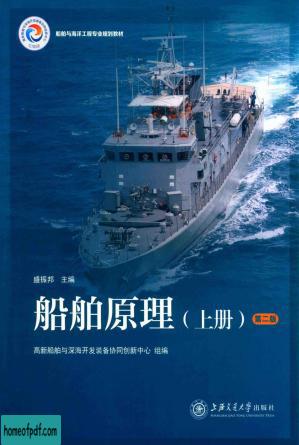 船舶与海洋工程专业规划教材
盛振邦 主编
船舶原理(上册) 第二版
高新船舶与深海开发装备协同创新中心 组编
上海交通大学出版社
homeofpdf.com
homeofpdf.com